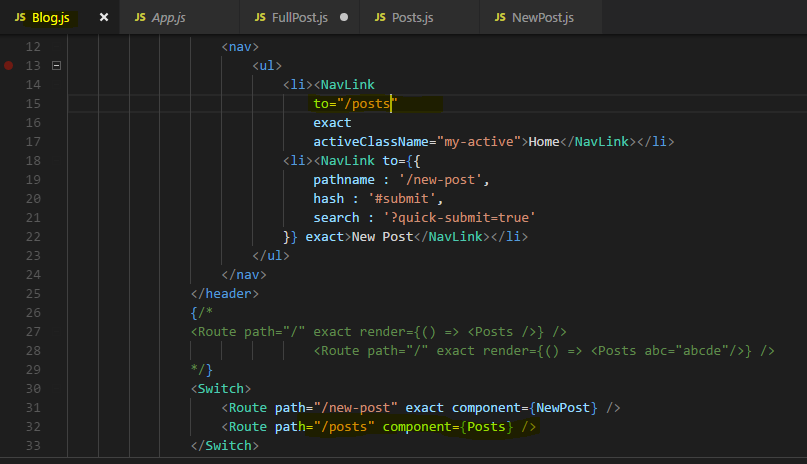 JS Blog.js × JS App.js JS FullPost.js JS Posts.js JS NewPost.js
12 <nav>
13 <ul>
14 <li><NavLink
15 to="/posts"
16 exact
17 activeClassName="my-active">Home</NavLink></li>
18 <li><NavLink to={{
19 pathname : '/new-post',
20 hash : '#submit',
21 search : '?quick-submit=true'
22 }} exact>New Post</NavLink></li>
23 </ul>
24 </nav>
25 </header>
26 {/*
27 <Route path="/" exact render={() => <Posts />} />
28 <Route path="/" exact render={() => <Posts abc="abcde"/>} />
29 */}
30 <Switch>
31 <Route path="/new-post" exact component={NewPost} />
32 <Route path="/posts" component={Posts} />
33 </Switch>